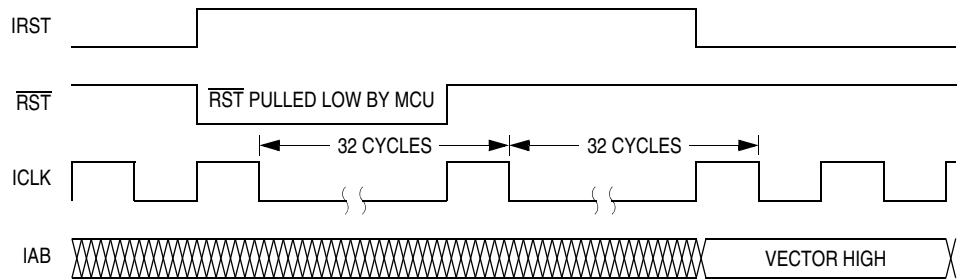 IRST
RST
RST PULLED LOW BY MCU
32 CYCLES
32 CYCLES
ICLK
IAB
VECTOR HIGH